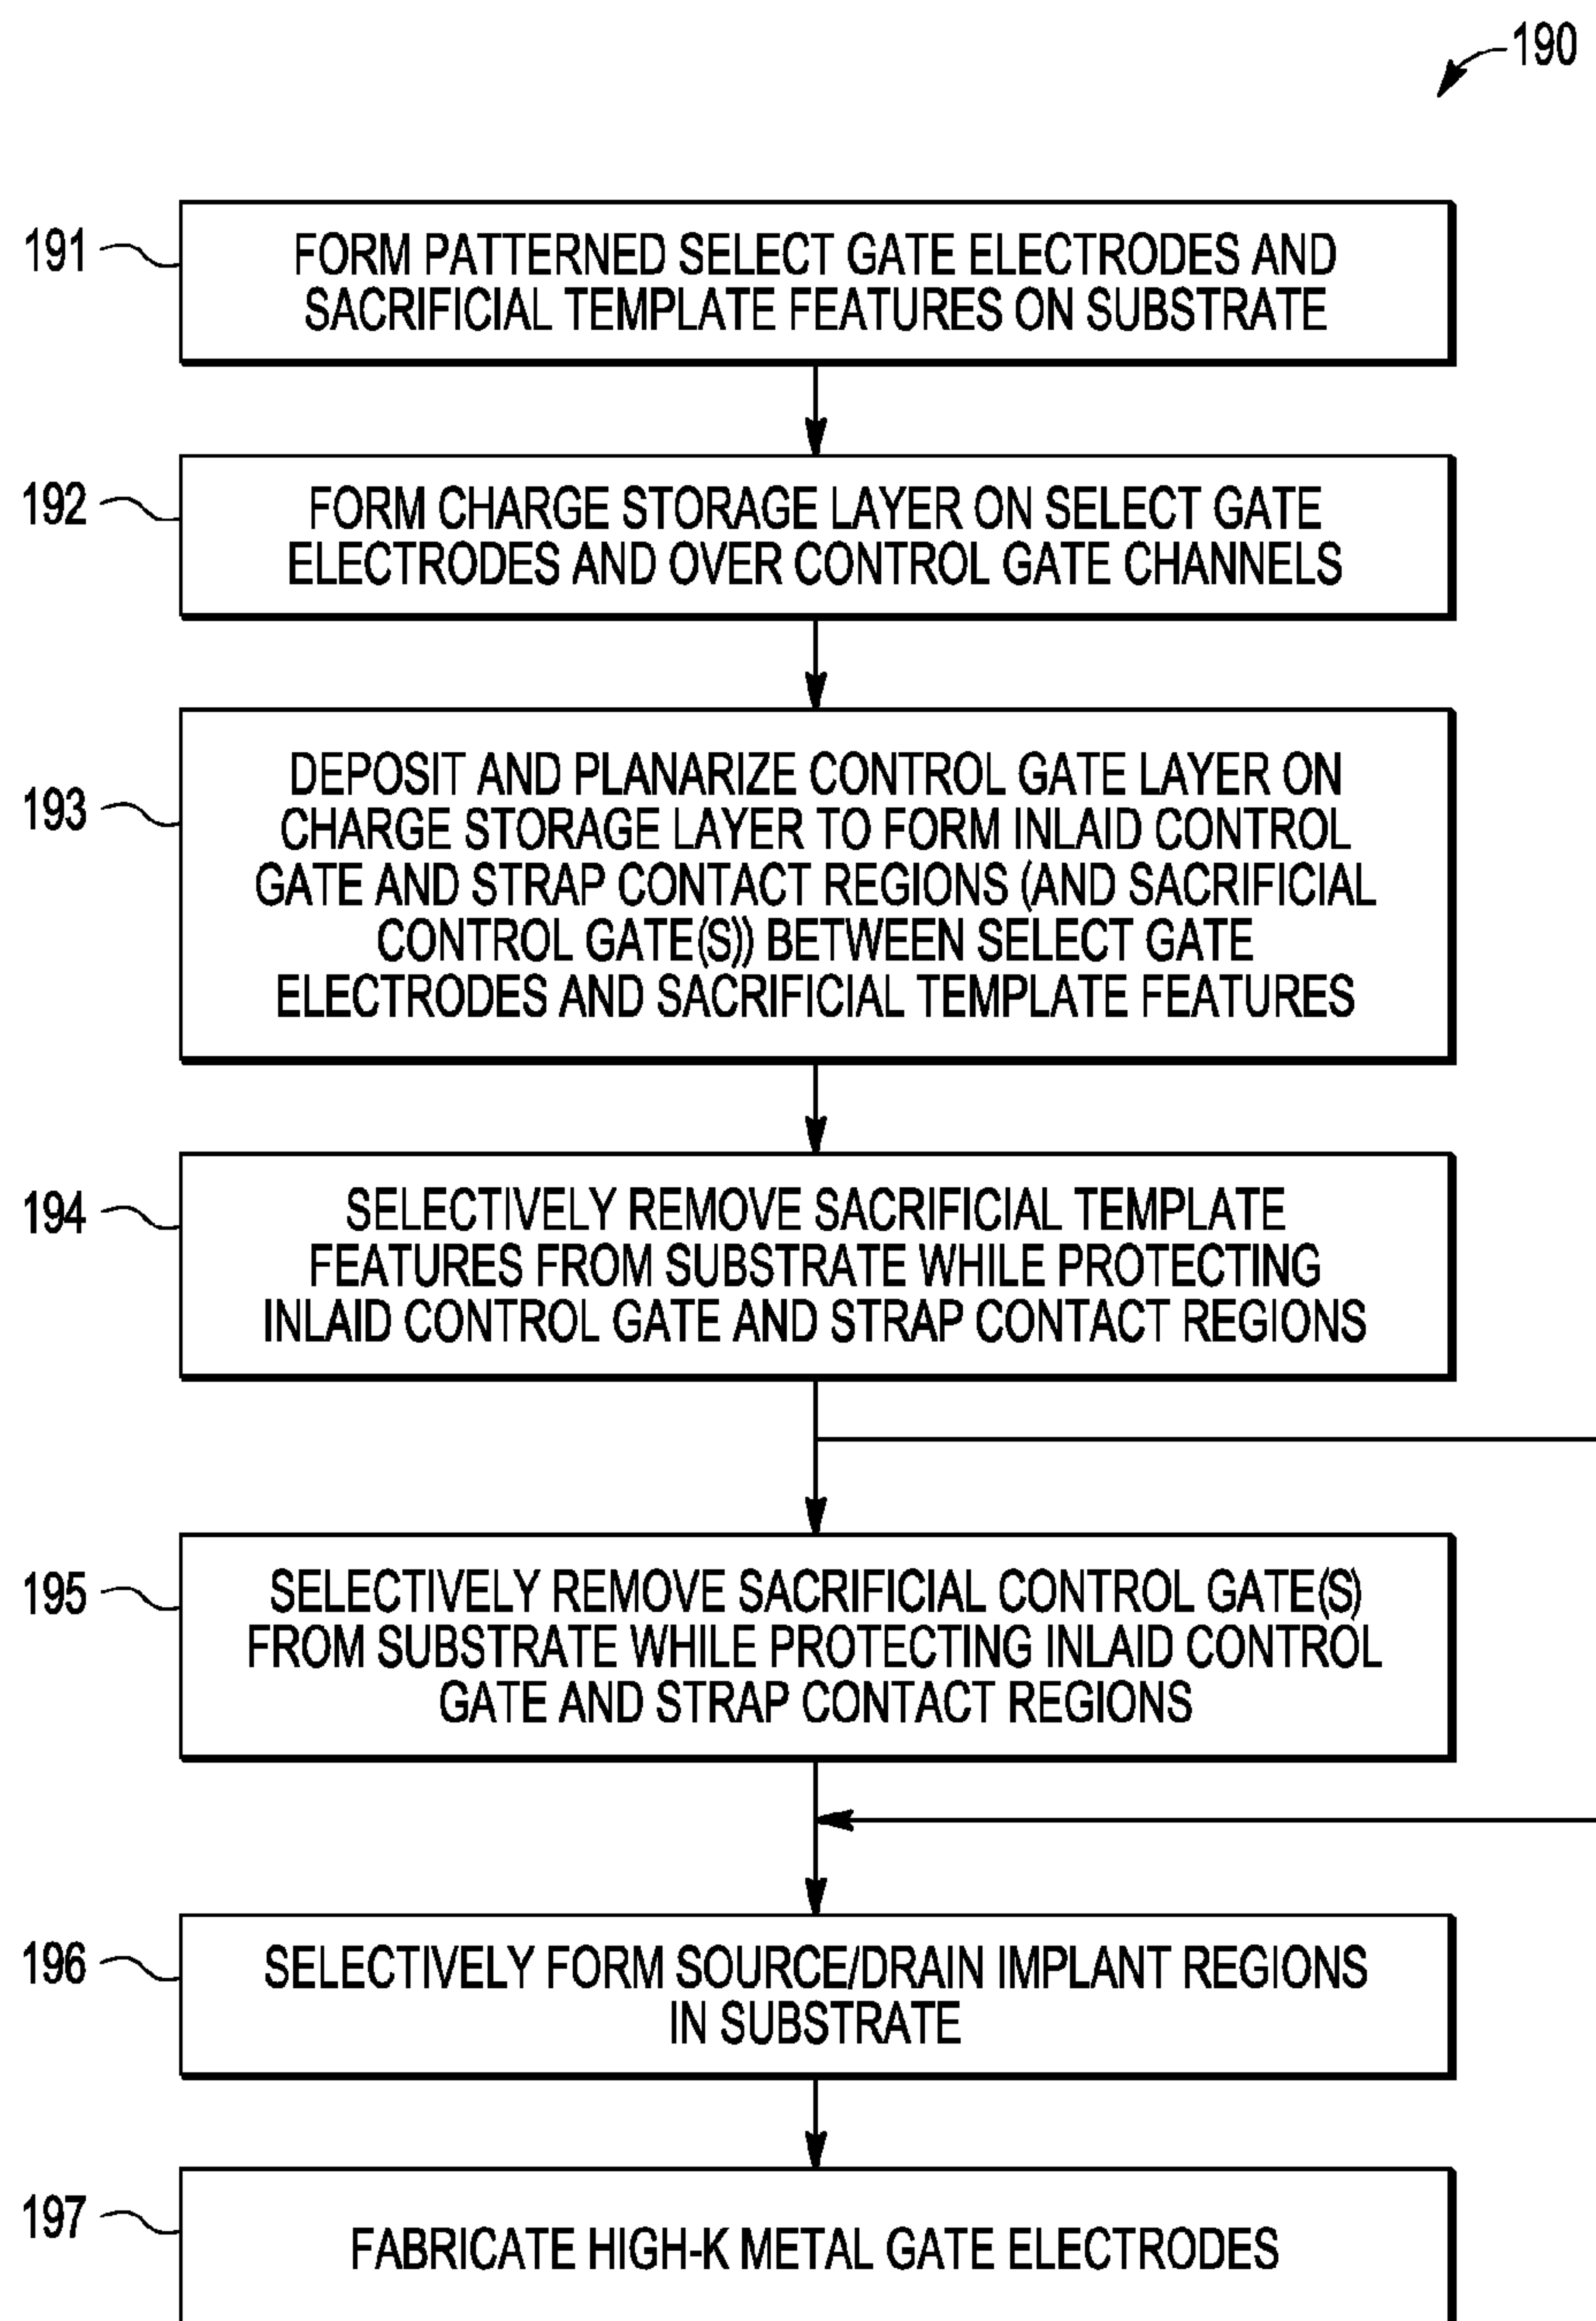 190
191
FORM PATTERNED SELECT GATE ELECTRODES AND
SACRIFICIAL TEMPLATE FEATURES ON SUBSTRATE
192
FORM CHARGE STORAGE LAYER ON SELECT GATE
ELECTRODES AND OVER CONTROL GATE CHANNELS
193
DEPOSIT AND PLANARIZE CONTROL GATE LAYER ON
CHARGE STORAGE LAYER TO FORM INLAID CONTROL
GATE AND STRAP CONTACT REGIONS (AND SACRIFICIAL
CONTROL GATE(S)) BETWEEN SELECT GATE
ELECTRODES AND SACRIFICIAL TEMPLATE FEATURES
194
SELECTIVELY REMOVE SACRIFICIAL TEMPLATE
FEATURES FROM SUBSTRATE WHILE PROTECTING
INLAID CONTROL GATE AND STRAP CONTACT REGIONS
195
SELECTIVELY REMOVE SACRIFICIAL CONTROL GATE(S)
FROM SUBSTRATE WHILE PROTECTING INLAID CONTROL
GATE AND STRAP CONTACT REGIONS
196
SELECTIVELY FORM SOURCE/DRAIN IMPLANT REGIONS
IN SUBSTRATE
197
FABRICATE HIGH-K METAL GATE ELECTRODES